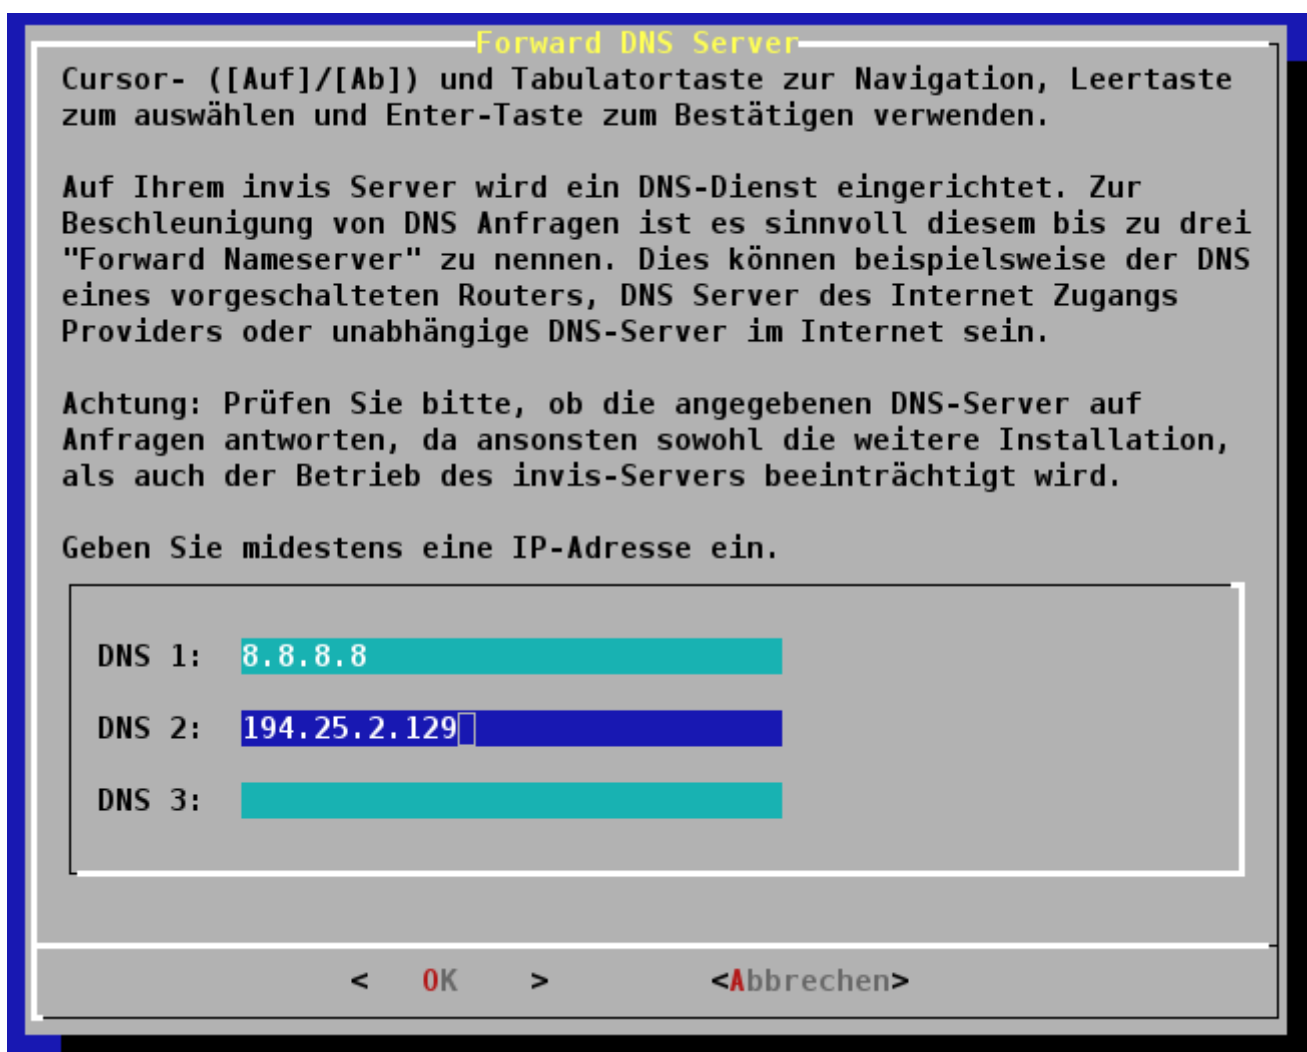 Forward DNS Server
Cursor- ([Auf]/[Ab]) und Tabulatortaste zur Navigation, Leertaste
zum auswählen und Enter-Taste zum Bestätigen verwenden.
Auf Ihrem invis Server wird ein DNS-Dienst eingerichtet. Zur
Beschleunigung von DNS Anfragen ist es sinnvoll diesem bis zu drei
"Forward Nameserver" zu nennen. Dies können beispielsweise der DNS
eines vorgeschalteten Routers, DNS Server des Internet Zugangs
Providers oder unabhängige DNS-Server im Internet sein.
Achtung: Prüfen Sie bitte, ob die angegebenen DNS-Server auf
Anfragen antworten, da ansonsten sowohl die weitere Installation,
als auch der Betrieb des invis-Servers beeinträchtigt wird.
Geben Sie midestens eine IP-Adresse ein.
DNS 1: 8.8.8.8
DNS 2: 194.25.2.129
DNS 3:
< OK > <Abbrechen>